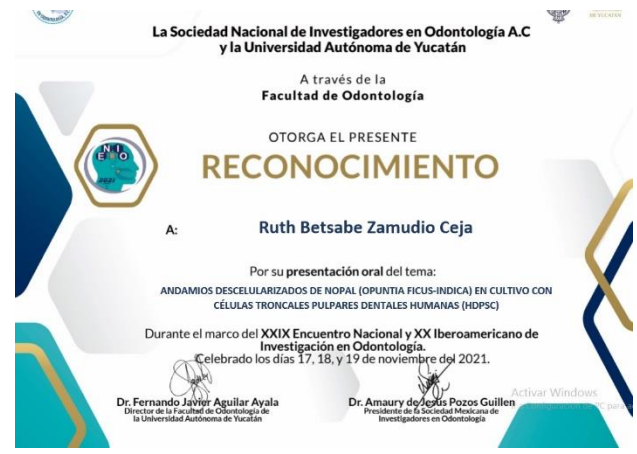 DE YUCATÁN
La Sociedad Nacional de Investigadores en Odontología A.C
y la Universidad Autónoma de Yucatán
A través de la
Facultad de Odontología
OTORGA EL PRESENTE
RECONOCIMIENTO
E N I O
A: Ruth Betsabe Zamudio Ceja
Por su presentación oral del tema:
ANDAMIOS DESCELULARIZADOS DE NOPAL (OPUNTIA FICUS-INDICA) EN CULTIVO CON
CÉLULAS TRONCALES PULPARES DENTALES HUMANAS (HDPSC)
Durante el marco del XXIX Encuentro Nacional y XX Iberoamericano de
Investigación en Odontología.
Celebrado los días 17, 18, y 19 de noviembre del 2021.
Dr. Fernando Javier Aguilar Ayala
Director de la Facultad de Odontología de
la Universidad Autónoma de Yucatán
Dr. Amaury de Jesús Pozos Guillen
Presidente de la Sociedad Mexicana de
Investigadores en Odontología
Activar Windows
PC para